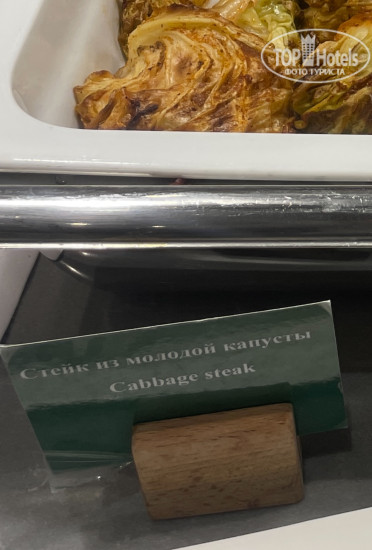 TOP Hotels
ФОТО ТУРИСТА
Стейк из молодой капусты
Cabbage steak